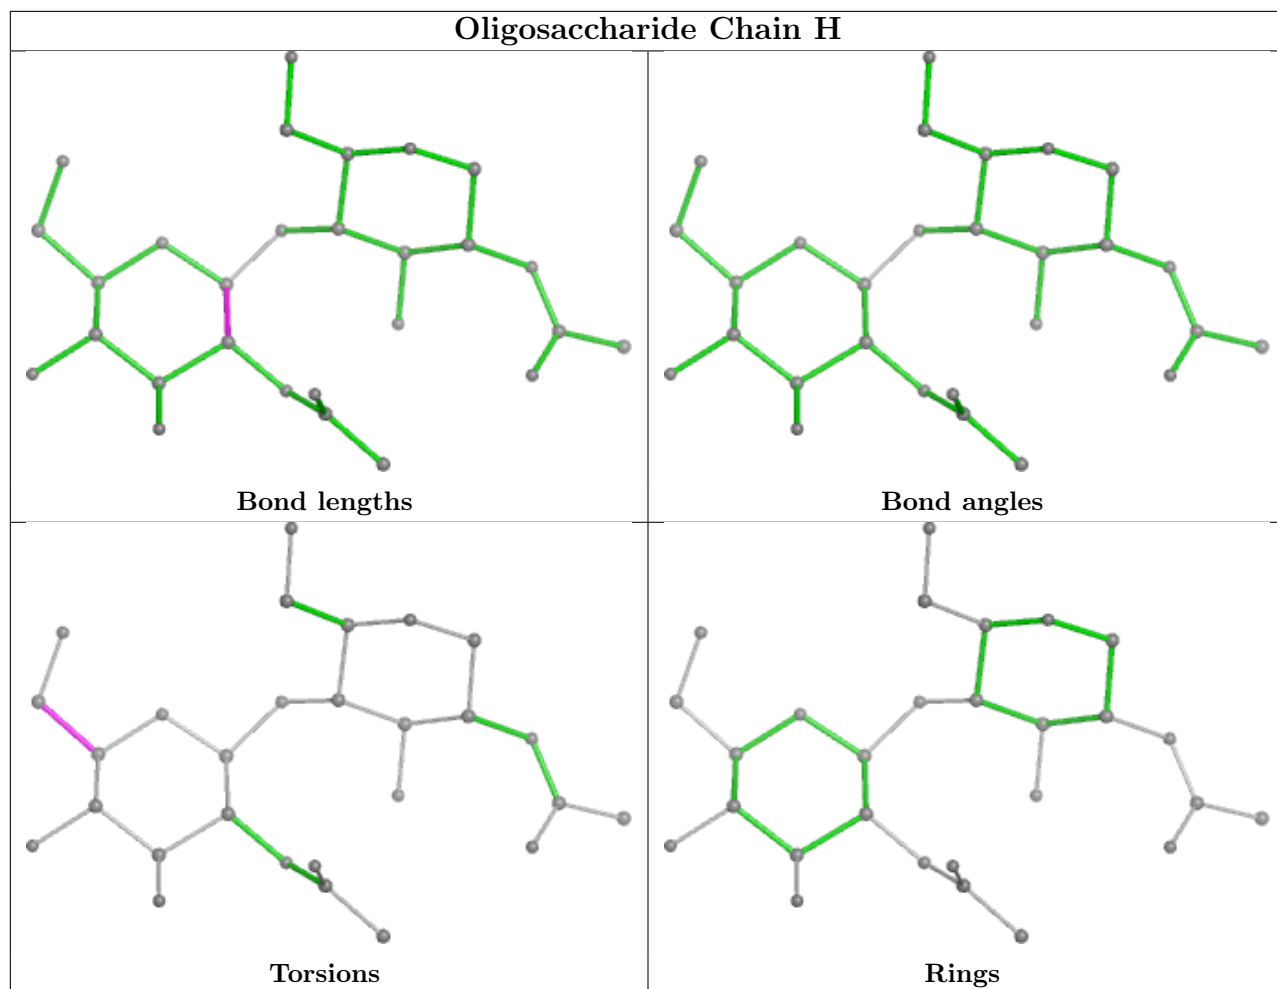 Oligosaccharide Chain H
Bond lengths
Bond angles
Torsions
Rings